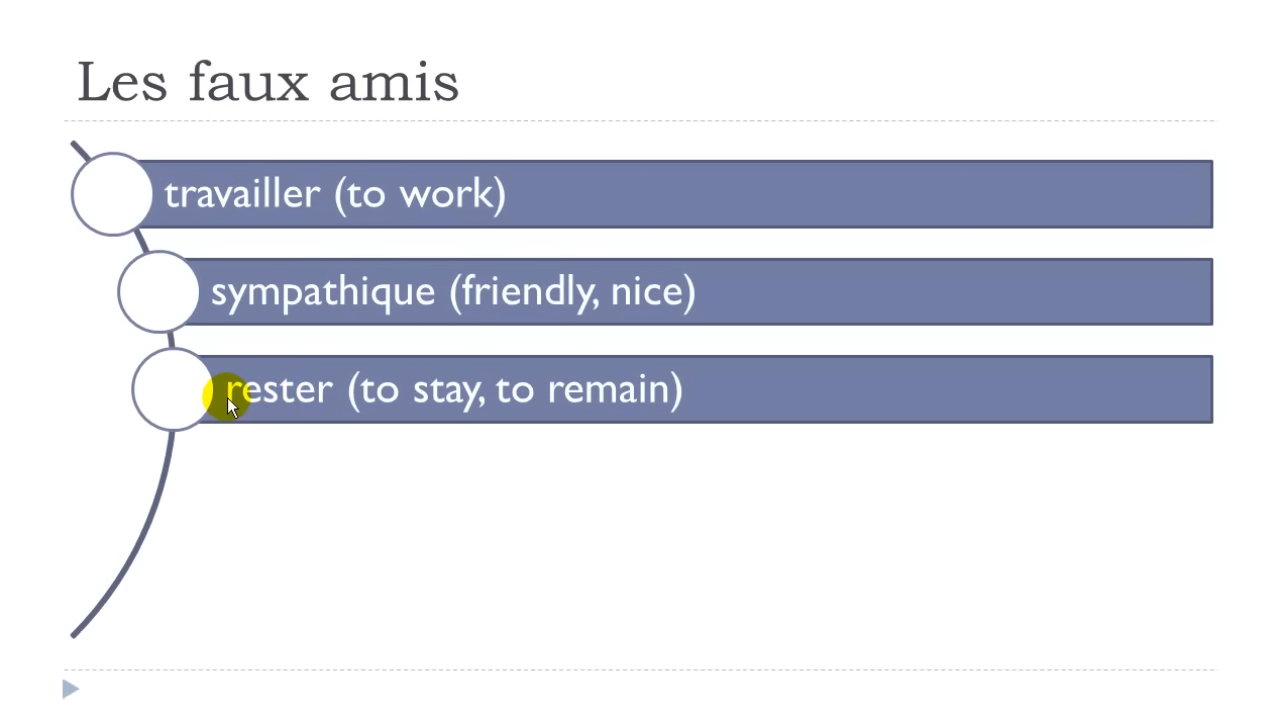 Les faux amis
travailler (to work)
sympathique (friendly, nice)
rester (to stay, to remain)